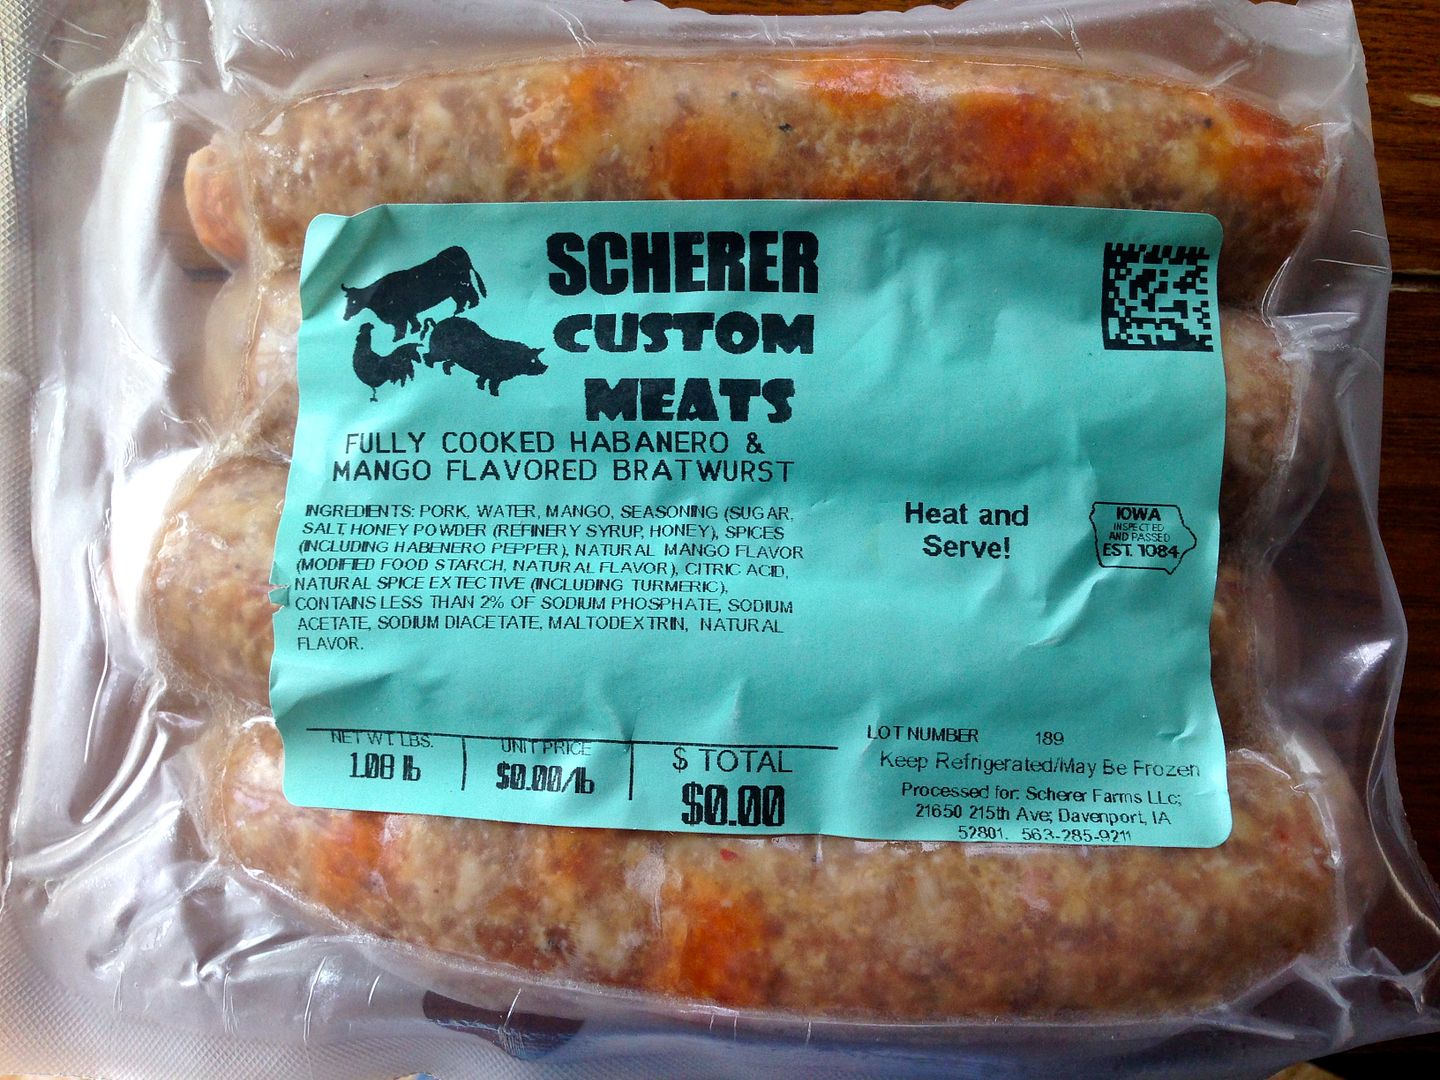 SCHERER
CUSTOM
MEATS
FULLY COOKED HABANERO &
MANGO FLAVORED BRATWURST
INGREDIENTS: PORK, WATER, MANGO, SEASONING (SUGAR,
SALT, HONEY POWDER (REFINERY SYRUP, HONEY), SPICES
(INCLUDING HABENERO PEPPER), NATURAL MANGO FLAVOR
(MODIFIED FOOD STARCH, NATURAL FLAVOR), CITRIC ACID,
NATURAL SPICE EXTECTIVE (INCLUDING TURMERIC),
CONTAINS LESS THAN 2% OF SODIUM PHOSPHATE, SODIUM
ACETATE, SODIUM DIACETATE, MALTODEXTRIN, NATURAL
FLAVOR.
Heat and
Serve!
IOWA
INSPECTED
AND PASSED
EST. 1084
NET WT LBS.
1.08 lb
UNIT PRICE
$0.00/lb
$ TOTAL
$0.00
LOT NUMBER 189
Keep Refrigerated/May Be Frozen
Processed for: Scherer Farms LLc;
21650 215th Ave; Davenport, IA
52801. 563-285-9211